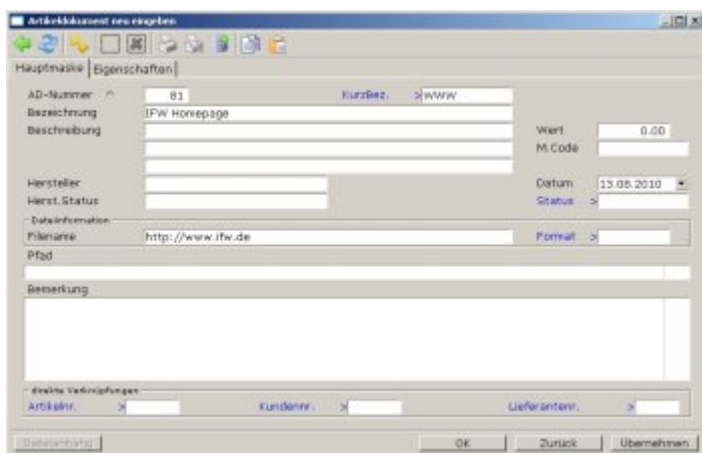 Artikeldokument neu eingeben
Hauptmaske Eigenschaften
AD-Nummer ^ 81 KurzBez. >WWW
Bezeichnung IFW Homepage
Beschreibung Wert 0.00
M.Code
Hersteller Datum 13.08.2010
Herst.Status Status >
Dateiinformation
Filename http://www.ifw.de Format >
Pfad
Bemerkung
direkte Verknüpfungen
Artikelnr. > Kundennr. > Lieferantennr. >
Dateianhang OK Zurück Übernehmen